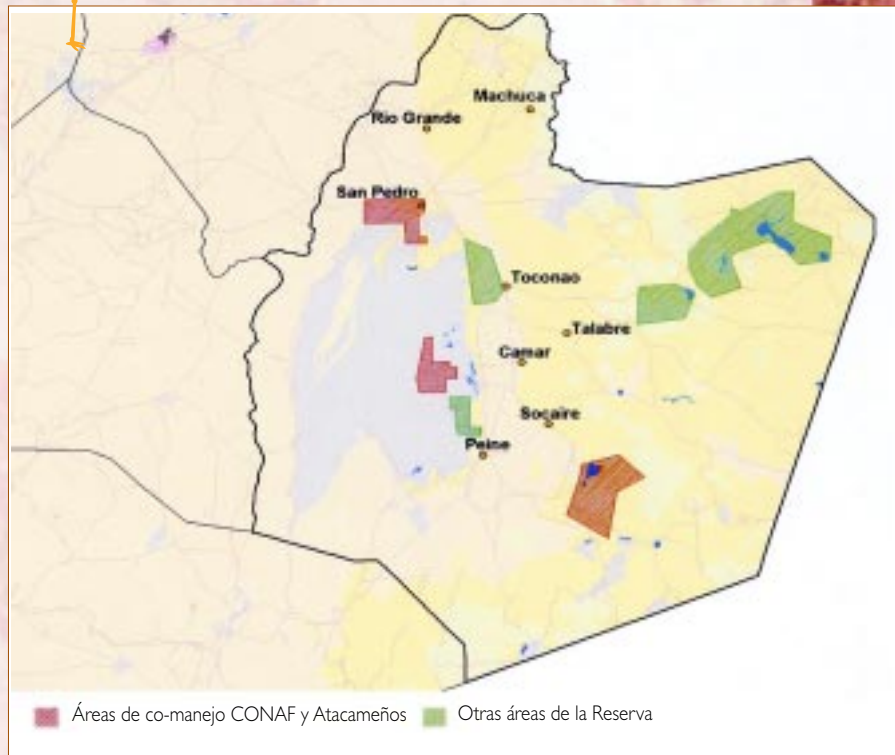 Machuca
Rio Grande
San Pedro
Toconao
Talabre
Camar
Socaire
Peine
Áreas de co-manejo CONAF y Atacameños
Otras áreas de la Reserva